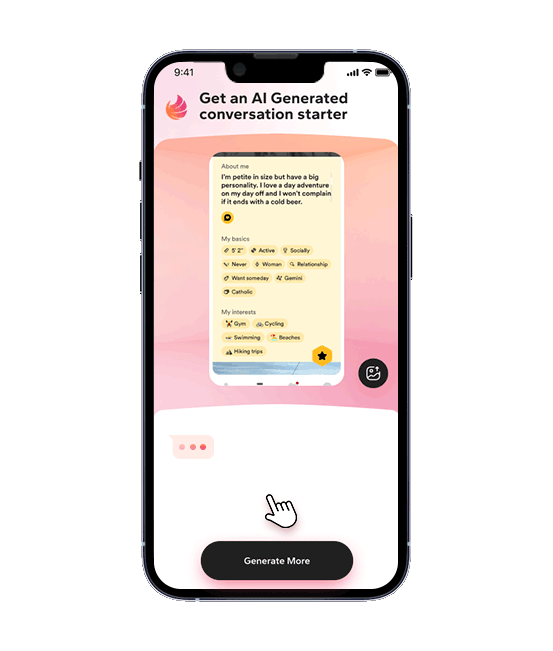 9:41
Get an AI Generated
conversation starter
About me
I'm petite in size but have a big
personality. I love a day adventure
on my day off and I won't complain
if it ends with a cold beer.
My basics
5' 2" Active Socially
Never Woman Relationship
Want someday Gemini
Catholic
My interests
Gym Cycling
Swimming Beaches
Hiking trips
Generate More